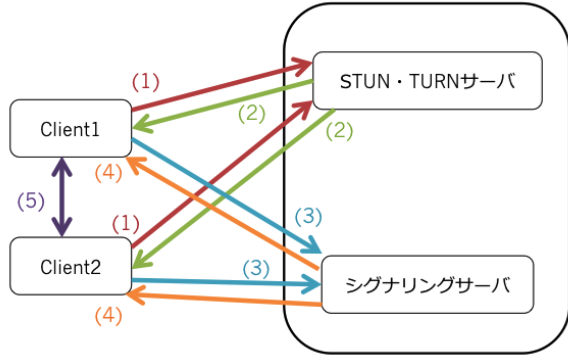 (1)
STUN・TURNサーバ
(2)
(2)
Client1
(4)
(5)
(3)
(1)
Client2
(3)
シグナリングサーバ
(4)